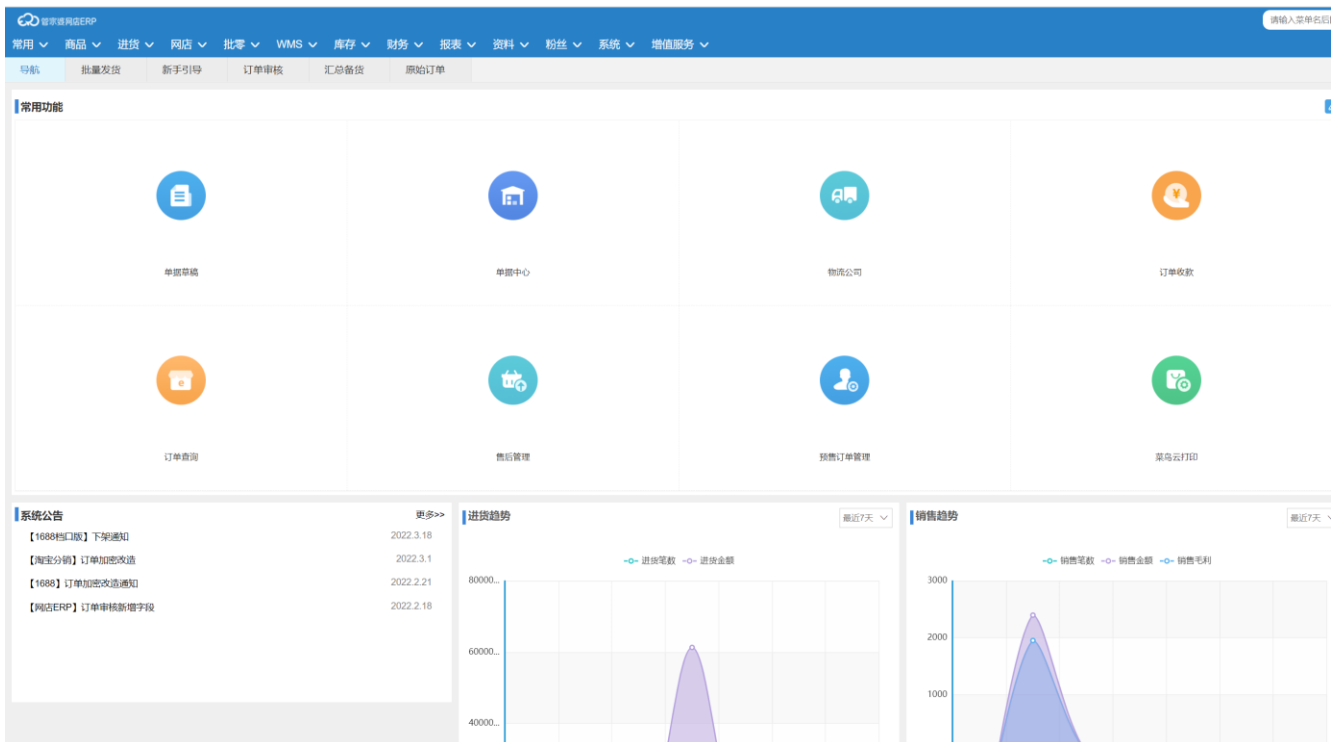 管家婆网店ERP
请输入菜单名后
常用 商品 进货 网店 批零 WMS 库存 财务 报表 资料 粉丝 系统 增值服务
导航 批量发货 新手引导 订单审核 汇总备货 原始订单
常用功能
单据草稿 单据中心 物流公司 订单收款
订单查询 售后管理 预售订单管理 菜鸟云打印
系统公告 更多>>
【1688档口版】下架通知 2022.3.18
【淘宝分销】订单加密改造 2022.3.1
【1688】订单加密改造通知 2022.2.21
【网店ERP】订单审核新增字段 2022.2.18
进货趋势 最近7天
进货笔数 进货金额
80000...
60000...
40000...
销售趋势 最近7天
销售笔数 销售金额 销售毛利
3000
2000
1000